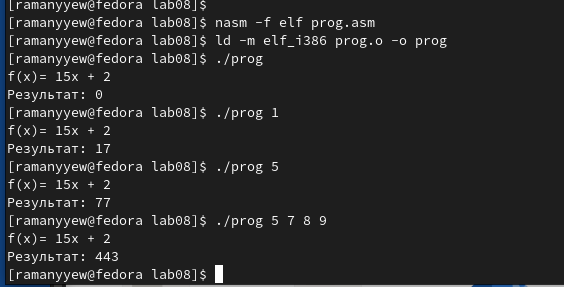 [ramanyyew@fedora lab08]$
[ramanyyew@fedora lab08]$ nasm -f elf prog.asm
[ramanyyew@fedora lab08]$ ld -m elf_i386 prog.o -o prog
[ramanyyew@fedora lab08]$ ./prog
f(x)= 15x + 2
Результат: 0
[ramanyyew@fedora lab08]$ ./prog 1
f(x)= 15x + 2
Результат: 17
[ramanyyew@fedora lab08]$ ./prog 5
f(x)= 15x + 2
Результат: 77
[ramanyyew@fedora lab08]$ ./prog 5 7 8 9
f(x)= 15x + 2
Результат: 443
[ramanyyew@fedora lab08]$